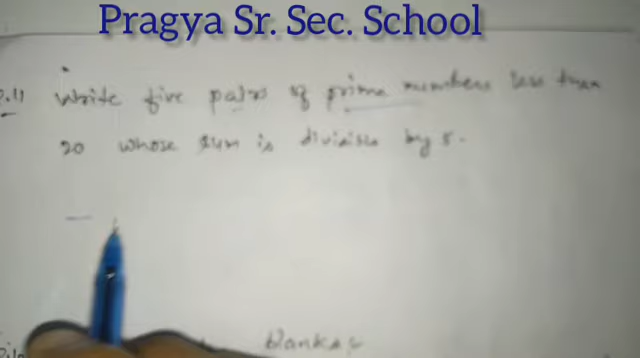 Pragya Sr. Sec. School
Q.11 Write five pairs of prime numbers less than
20 whose sum is divisible by 5.
blanks